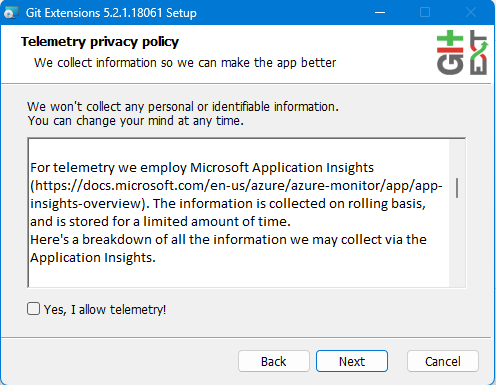 Git Extensions 5.2.1.18061 Setup
Telemetry privacy policy
We collect information so we can make the app better
GIT
EXT
We won't collect any personal or identifiable information.
You can change your mind at any time.
For telemetry we employ Microsoft Application Insights
(https://docs.microsoft.com/en-us/azure/azure-monitor/app/app-
insights-overview). The information is collected on rolling basis,
and is stored for a limited amount of time.
Here's a breakdown of all the information we may collect via the
Application Insights.
Yes, I allow telemetry!
Back
Next
Cancel